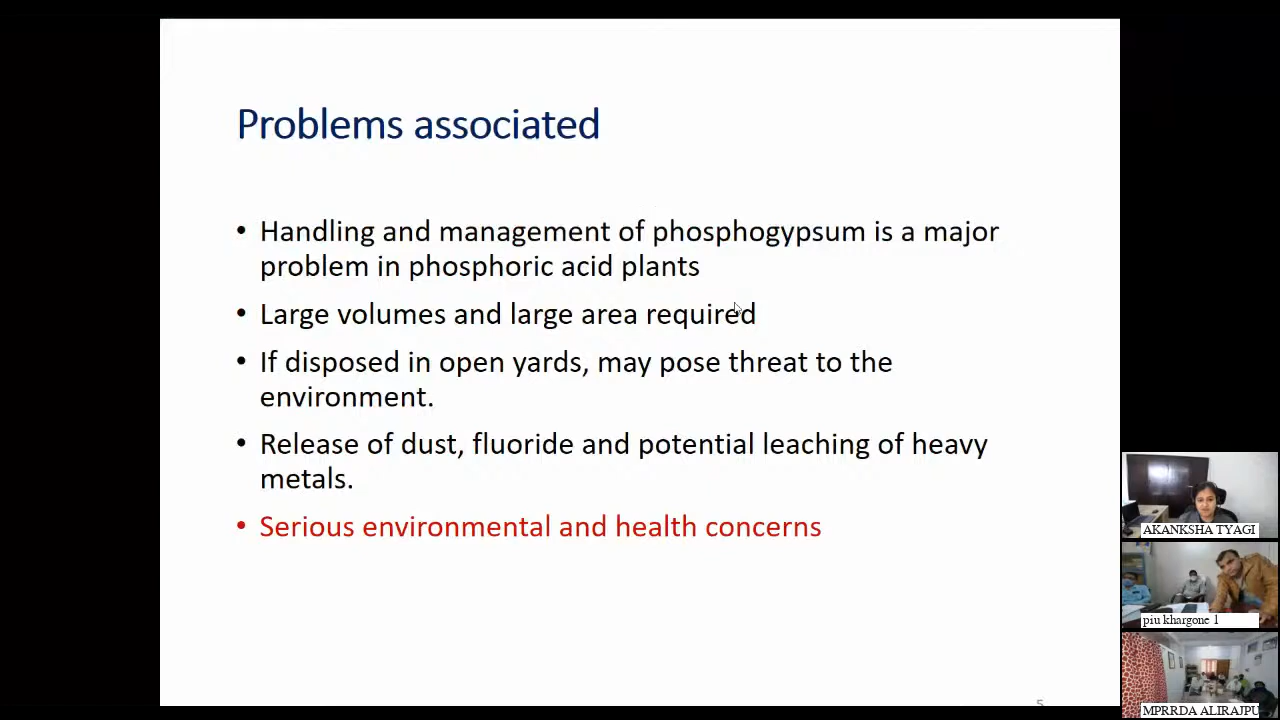 Problems associated
• Handling and management of phosphogypsum is a major
problem in phosphoric acid plants
• Large volumes and large area required
• If disposed in open yards, may pose threat to the
environment.
• Release of dust, fluoride and potential leaching of heavy
metals.
• Serious environmental and health concerns
5
AKANKSHA TYAGI
piu khargone 1
MPRRDA ALIRAJPU